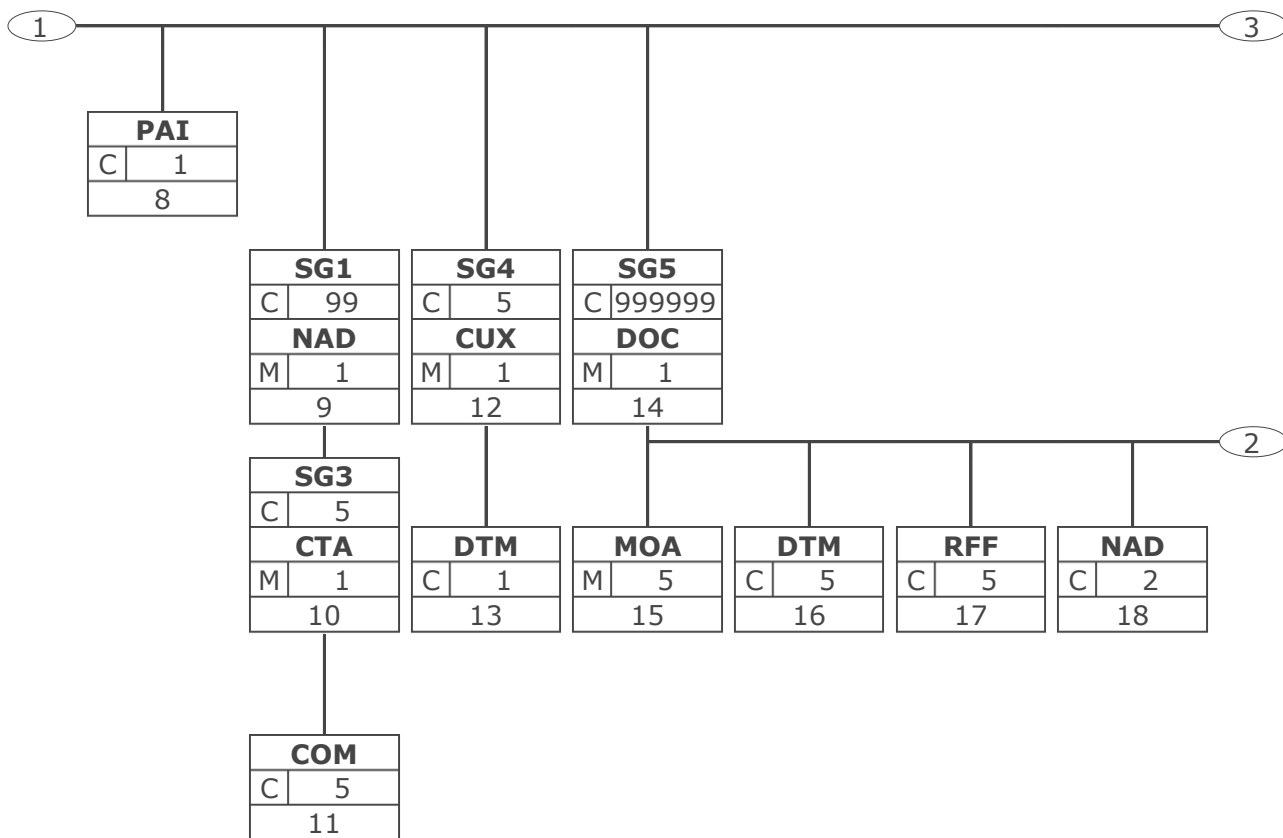 1
3
PAI
C 1
8
SG1
C 99
NAD
M 1
9
SG4
C 5
CUX
M 1
12
SG5
C 999999
DOC
M 1
14
2
SG3
C 5
CTA
M 1
10
DTM
C 1
13
MOA
M 5
15
DTM
C 5
16
RFF
C 5
17
NAD
C 2
18
COM
C 5
11